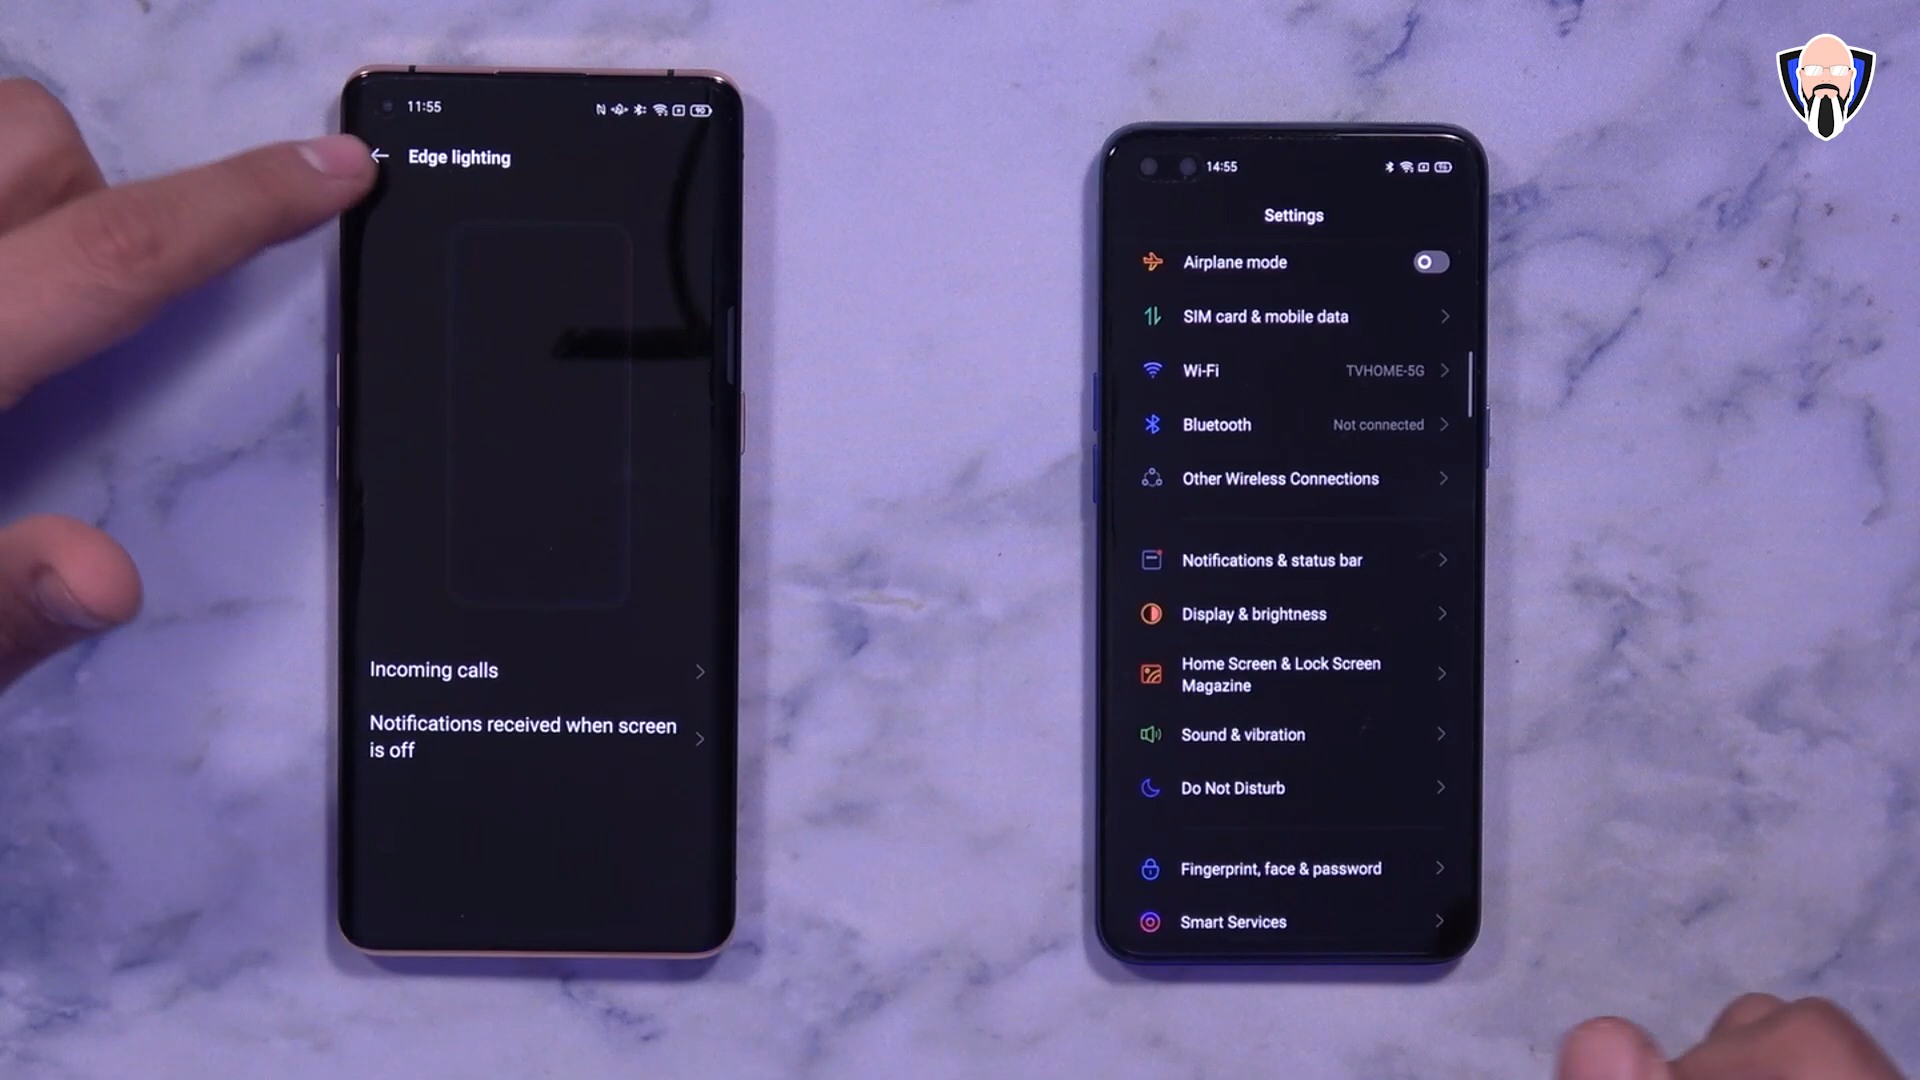 11:55
90
Edge lighting
Incoming calls
Notifications received when screen
is off
14:55
Settings
Airplane mode
SIM card & mobile data
Wi-Fi
TVHOME-5G
Bluetooth
Not connected
Other Wireless Connections
Notifications & status bar
Display & brightness
Home Screen & Lock Screen
Magazine
Sound & vibration
Do Not Disturb
Fingerprint, face & password
Smart Services